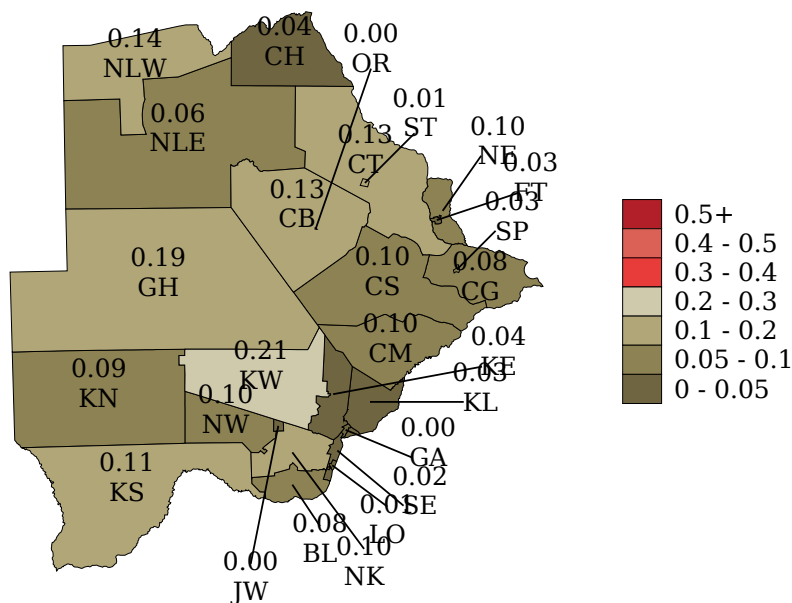 0.04
CH
0.00
OR
0.14
NLW
0.01
ST
0.06
NLE
0.13
CT
0.10
NE
0.03
FT
0.13
CB
0.03
SP
0.19
GH
0.10
CS
0.08
CG
0.10
CM
0.04
KE
0.21
KW
0.03
KL
0.09
KN
0.10
NW
0.00
GA
0.11
KS
0.02
SE
0.01
LO
0.08
BL
0.10
NK
0.00
JW
0.5+
0.4 - 0.5
0.3 - 0.4
0.2 - 0.3
0.1 - 0.2
0.05 - 0.1
0 - 0.05